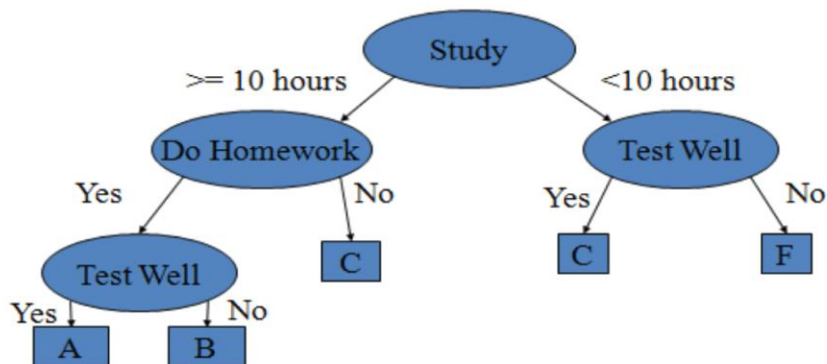 Study
>= 10 hours
<10 hours
Do Homework
Test Well
Yes
No
Yes
No
Test Well
C
C
F
Yes
No
A
B